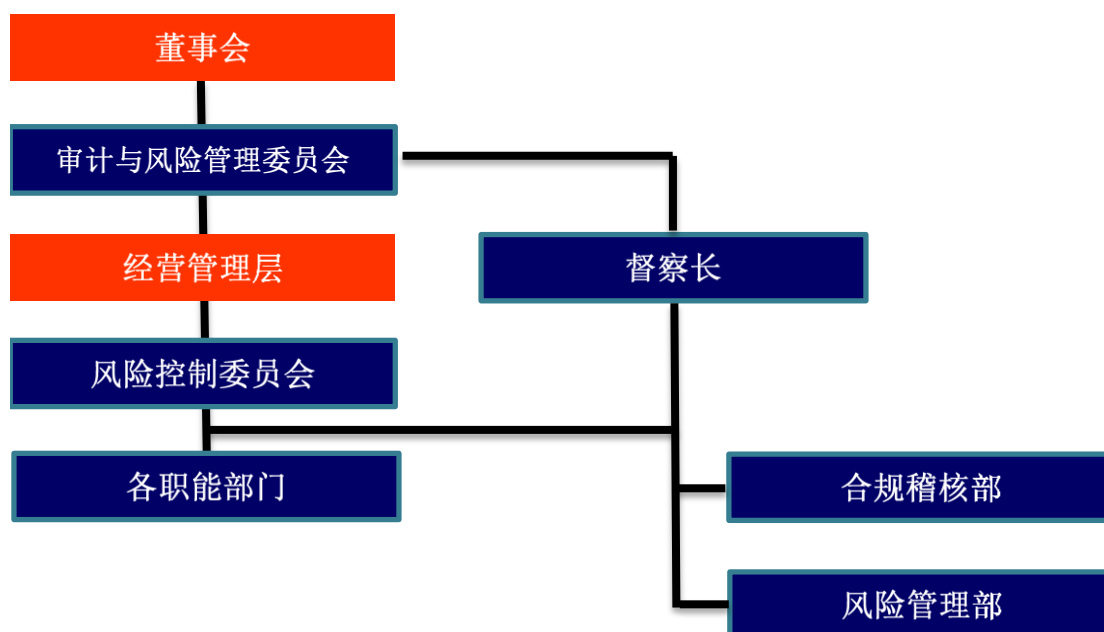 董事会
审计与风险管理委员会
经营管理层
督察长
风险控制委员会
各职能部门
合规稽核部
风险管理部